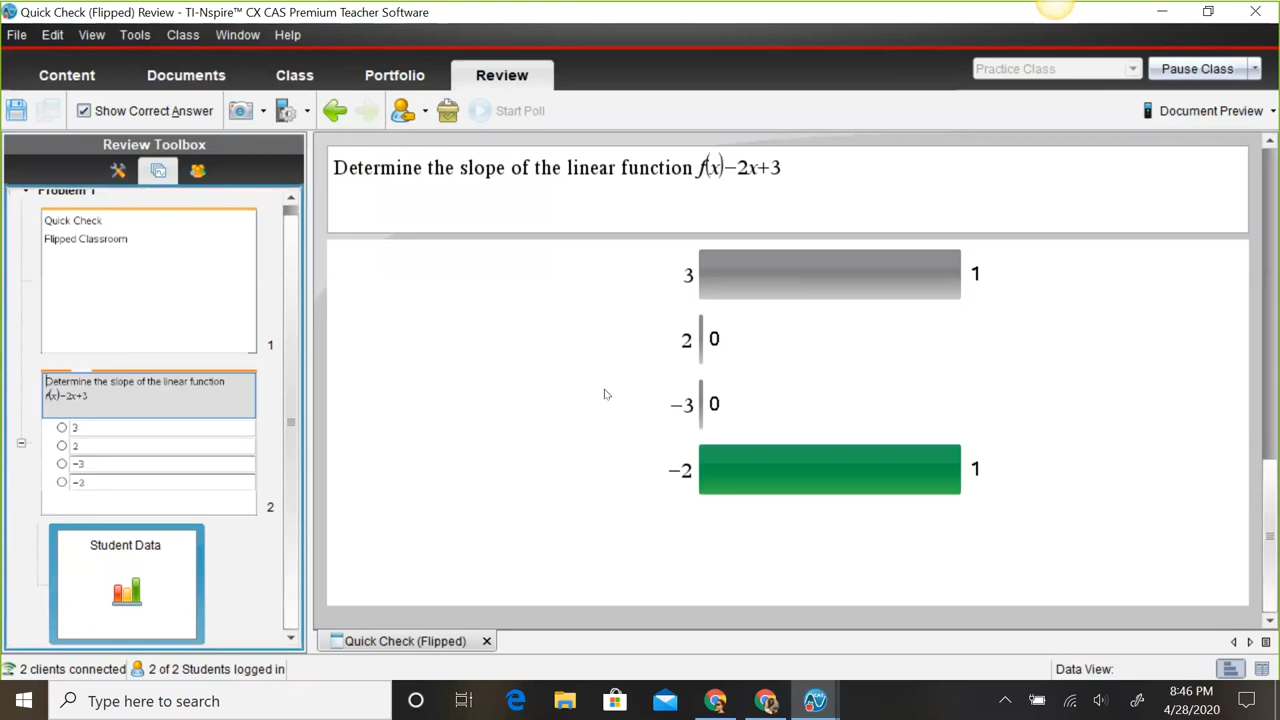 Quick Check (Flipped) Review - TI-Nspire™ CX CAS Premium Teacher Software
File Edit View Tools Class Window Help
Content Documents Class Portfolio Review
Practice Class Pause Class
Show Correct Answer Start Poll Document Preview
Review Toolbox
Problem 1
Quick Check
Flipped Classroom
1
Determine the slope of the linear function
f(x)−2x+3
3
2
−3
−2
2
Student Data
Determine the slope of the linear function f(x)−2x+3
3 1
2 0
−3 0
−2 1
Quick Check (Flipped)
2 clients connected 2 of 2 Students logged in Data View:
Type here to search
8:46 PM
4/28/2020